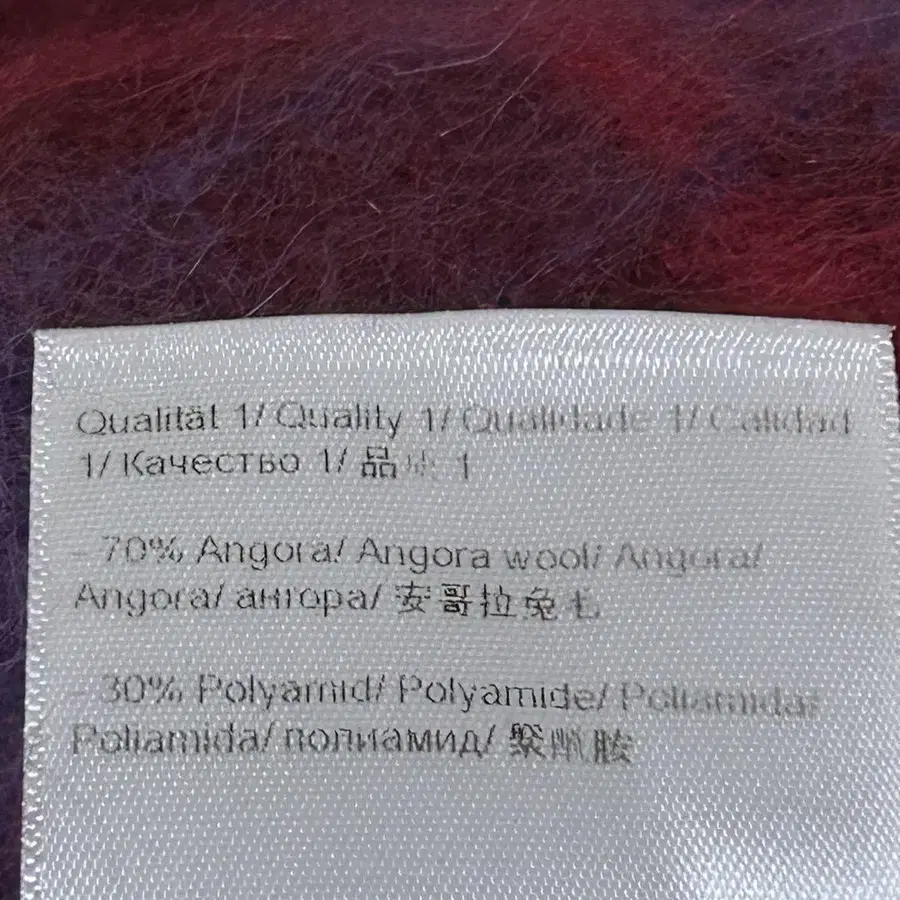 Qualität 1/ Quality 1/ Qualidade 1/ Calidad
1/ Качество 1/ 品质 1
- 70% Angora/ Angora wool/ Angora/
Angora/ ангора/ 安哥拉兔毛
- 30% Polyamid/ Polyamide/ Poliamida/
Poliamida/ полиамид/ 聚酰胺